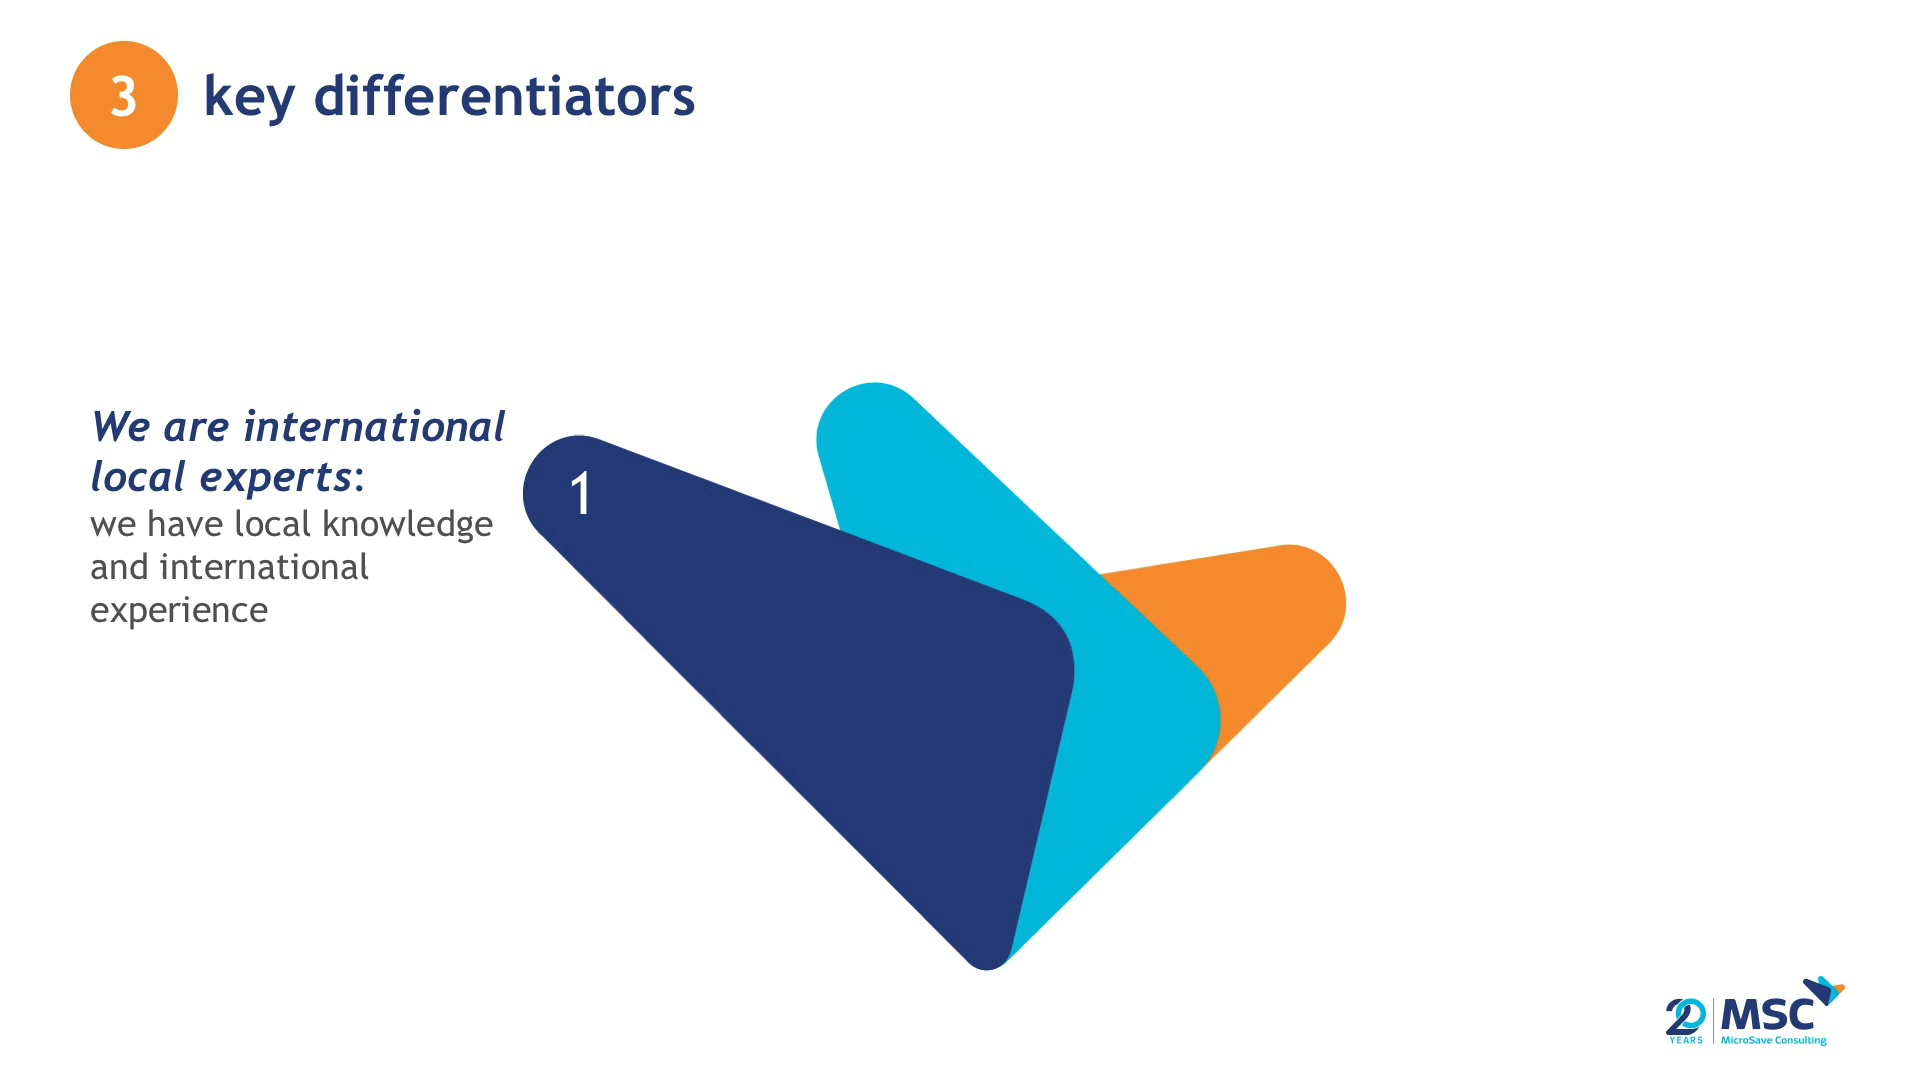 3 key differentiators
We are international
local experts:
we have local knowledge
and international
experience
1
20 YEARS
MSC
MicroSave Consulting